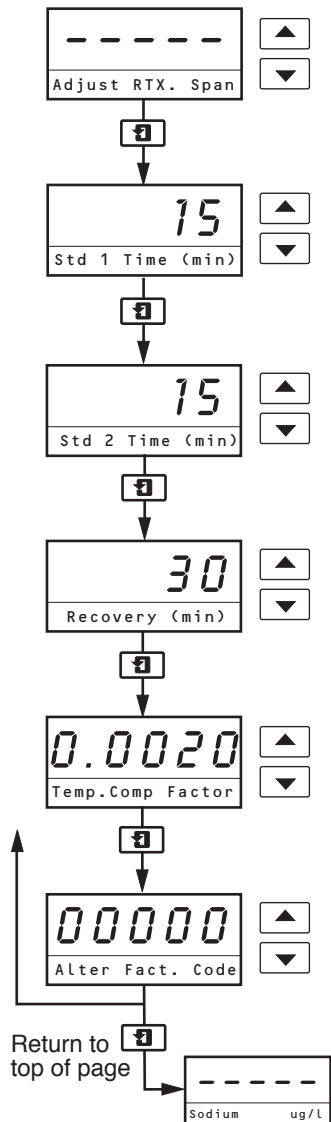 -----
Adjust RTX. Span
15
Std 1 Time (min)
15
Std 2 Time (min)
30
Recovery (min)
0.0020
Temp.Comp Factor
00000
Alter Fact. Code
Return to
top of page
-----
Sodium ug/l